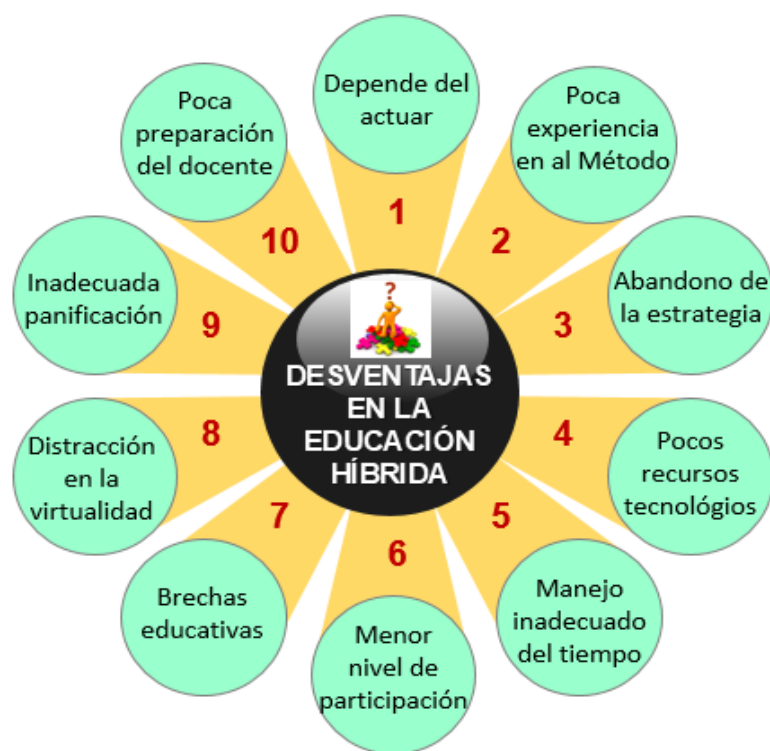 ?
DESVENTAJAS
EN LA
EDUCACIÓN
HÍBRIDA
1
Depende del
actuar
2
Poca
experiencia
en al Método
3
Abandono de
la estrategia
4
Pocos
recursos
tecnológios
5
Manejo
inadecuado
del tiempo
6
Menor
nivel de
participación
7
Brechas
educativas
8
Distracción
en la
virtualidad
9
Inadecuada
panificación
10
Poca
preparación
del docente